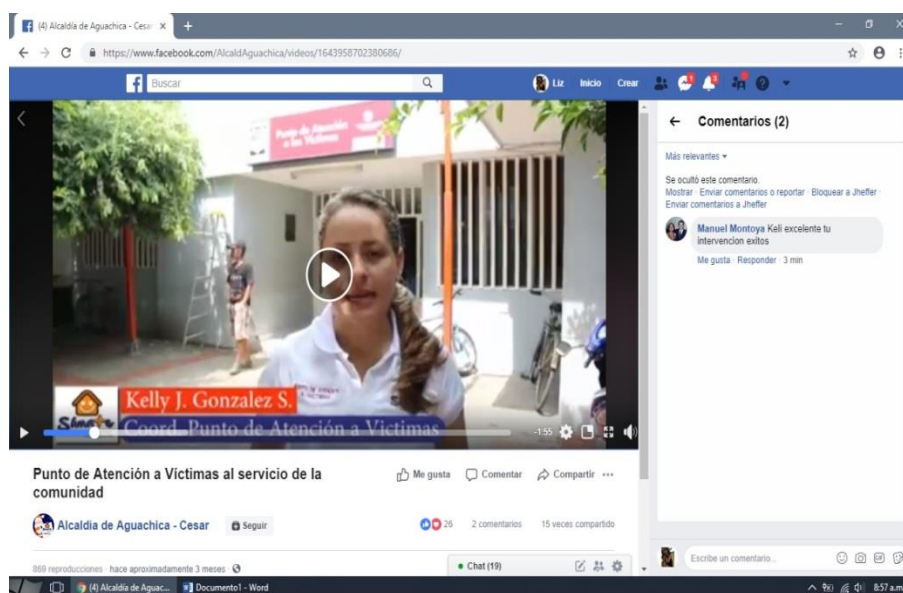 (4) Alcaldía de Aguachica - Cesar
https://www.facebook.com/AlcaldAguachica/videos/1643958702380686/
Buscar
Liz
Inicio
Crear
Punto de Atención
a las Víctimas
Kelly J. Gonzalez S.
Coord. Punto de Atención a Victimas
-1:55
Punto de Atención a Víctimas al servicio de la
comunidad
Me gusta
Comentar
Compartir
Alcaldia de Aguachica - Cesar
Seguir
26
2 comentarios
15 veces compartido
869 reproducciones · hace aproximadamente 3 meses
Chat (19)
Comentarios (2)
Más relevantes
Se ocultó este comentario.
Mostrar · Enviar comentarios o reportar · Bloquear a Jheffer ·
Enviar comentarios a Jheffer
Manuel Montoya Keli excelente tu
intervencion exitos
Me gusta · Responder · 3 min
Escribe un comentario...
(4) Alcaldía de Aguac...
Documento1 - Word
8:57 a.m.